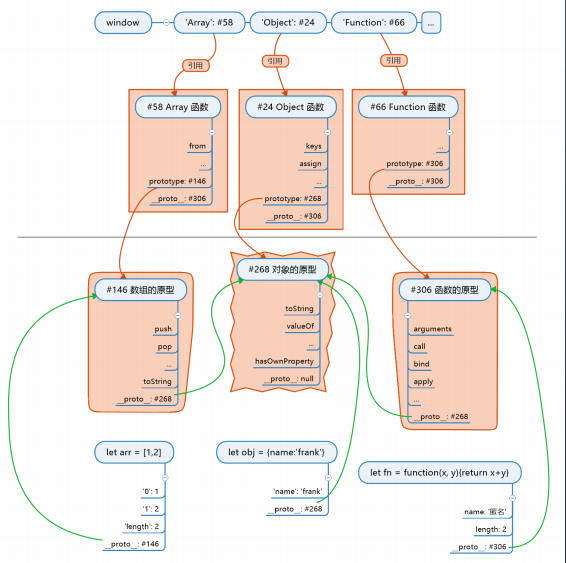 window
'Array': #58
'Object': #24
'Function': #66
...
引用
引用
引用
#58 Array 函数
from
...
prototype: #146
__proto__: #306
#24 Object 函数
keys
assign
...
prototype: #268
__proto__: #306
#66 Function 函数
...
prototype: #306
__proto__: #306
#146 数组的原型
push
pop
...
toString
__proto__: #268
#268 对象的原型
toString
valueOf
...
hasOwnProperty
__proto__: null
#306 函数的原型
arguments
call
bind
apply
...
__proto__: #268
let arr = [1,2]
'0': 1
'1': 2
'length': 2
__proto__: #146
let obj = {name:'frank'}
'name': 'frank'
__proto__: #268
let fn = function(x, y){return x+y}
name: '匿名'
length: 2
__proto__: #306